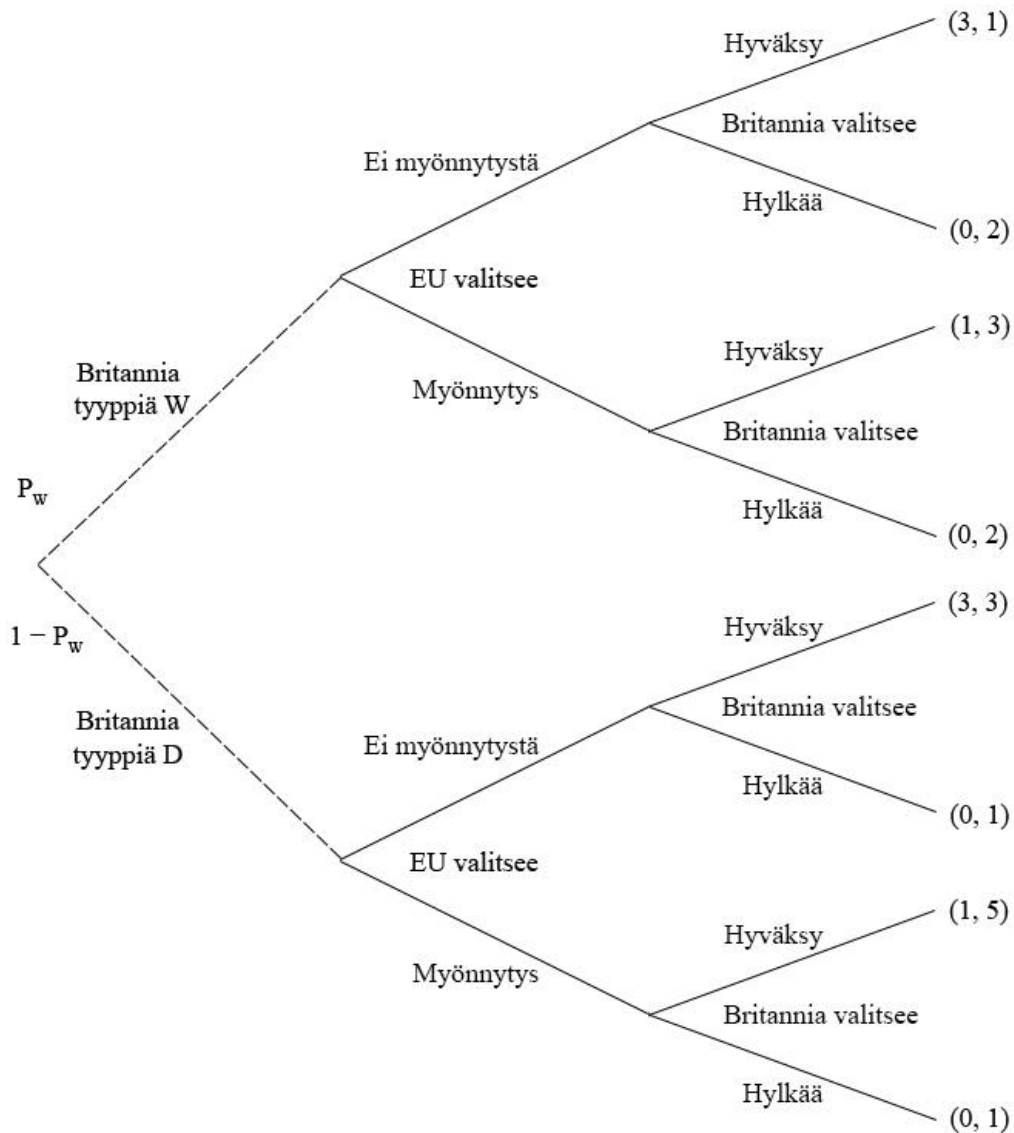 (3, 1)
Hyväksy
Britannia valitsee
Ei myönnytystä
Hylkää
(0, 2)
EU valitsee
(1, 3)
Hyväksy
Britannia
tyyppiä W
Myönnytys
Britannia valitsee
Hylkää
P_W
(0, 2)
(3, 3)
Hyväksy
1 − P_W
Britannia
tyyppiä D
Ei myönnytystä
Britannia valitsee
Hylkää
(0, 1)
EU valitsee
(1, 5)
Hyväksy
Myönnytys
Britannia valitsee
Hylkää
(0, 1)